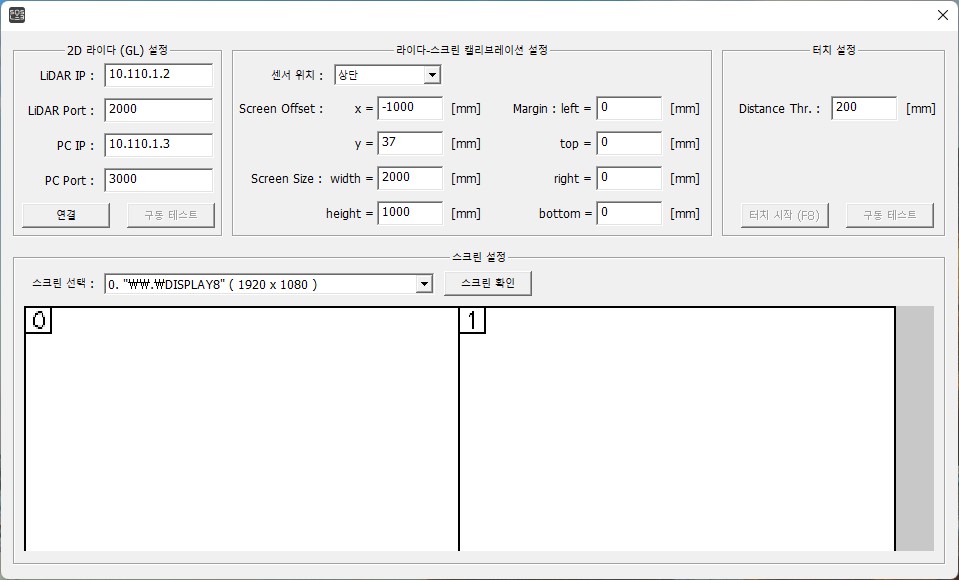 SOS LAB
2D 라이다 (GL) 설정
LiDAR IP : 10.110.1.2
LiDAR Port : 2000
PC IP : 10.110.1.3
PC Port : 3000
연결 구동 테스트
라이다-스크린 캘리브레이션 설정
센서 위치 : 상단
Screen Offset : x = -1000 [mm] Margin : left = 0 [mm]
y = 37 [mm] top = 0 [mm]
Screen Size : width = 2000 [mm] right = 0 [mm]
height = 1000 [mm] bottom = 0 [mm]
터치 설정
Distance Thr. : 200 [mm]
터치 시작 (F8) 구동 테스트
스크린 설정
스크린 선택 : 0. "₩₩.₩DISPLAY8" ( 1920 x 1080 ) 스크린 확인
0 1